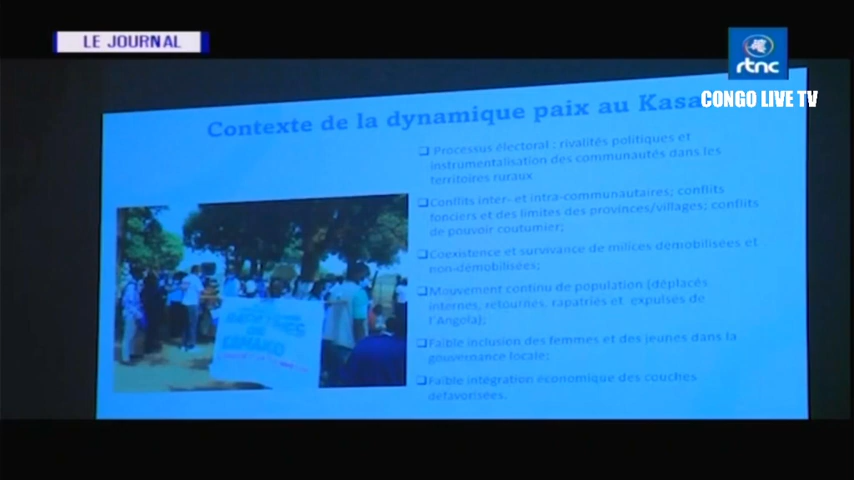 LE JOURNAL
rtnc
CONGO LIVE TV
Contexte de la dynamique paix au Kasa
❑ Processus électoral : rivalités politiques et
instrumentalisation des communautés dans les
territoires ruraux
❑ Conflits inter- et intra-communautaires; conflits
fonciers et des limites des provinces/villages; conflits
de pouvoir coutumier;
❑ Coexistence et survivance de milices démobilisées et
non-démobilisées;
❑ Mouvement continu de population (déplacés
internes, retournés, rapatriés et expulsés de
l'Angola);
❑ Faible inclusion des femmes et des jeunes dans la
gouvernance locale;
❑ Faible intégration économique des couches
défavorisées.
KAMAKO